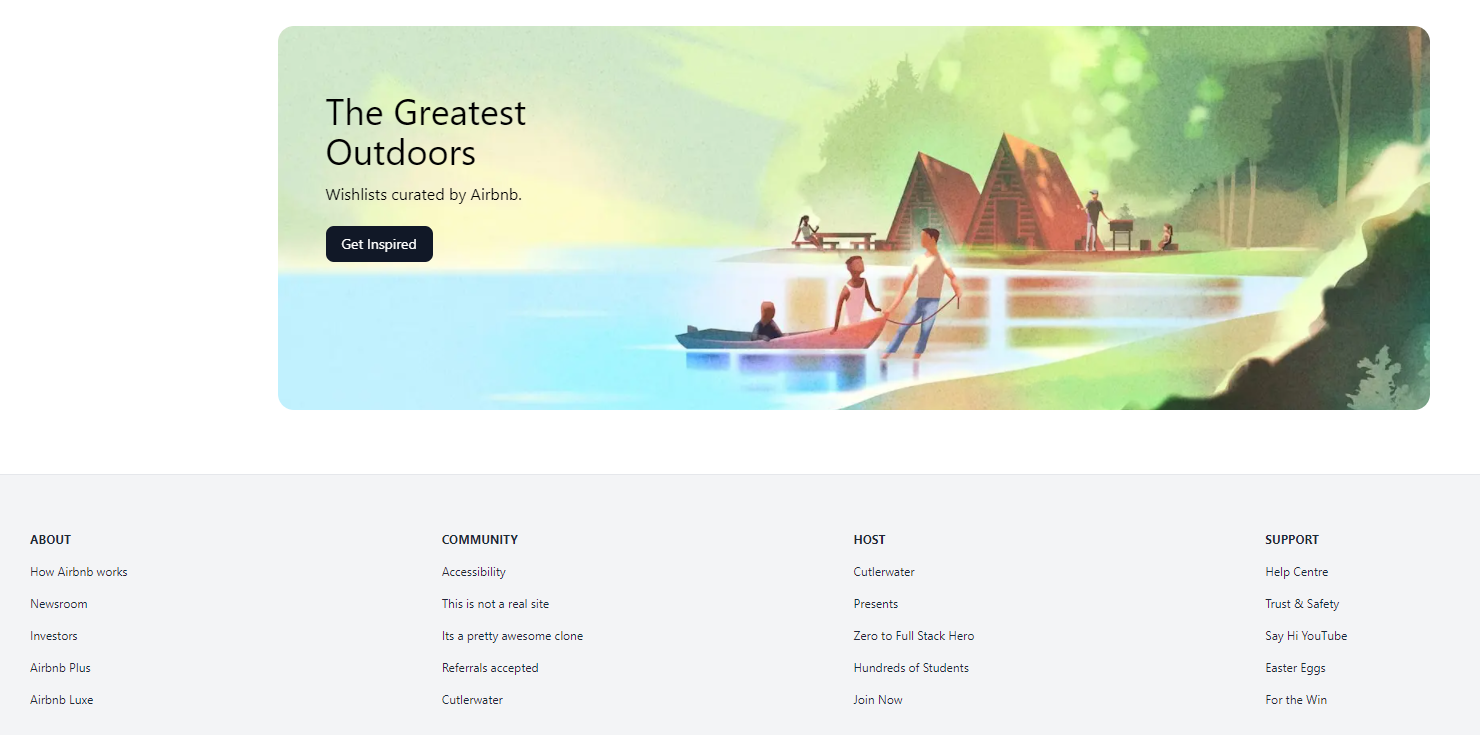 The Greatest
Outdoors
Wishlists curated by Airbnb.
Get Inspired
ABOUT
How Airbnb works
Newsroom
Investors
Airbnb Plus
Airbnb Luxe
COMMUNITY
Accessibility
This is not a real site
Its a pretty awesome clone
Referrals accepted
Cutlerwater
HOST
Cutlerwater
Presents
Zero to Full Stack Hero
Hundreds of Students
Join Now
SUPPORT
Help Centre
Trust & Safety
Say Hi YouTube
Easter Eggs
For the Win